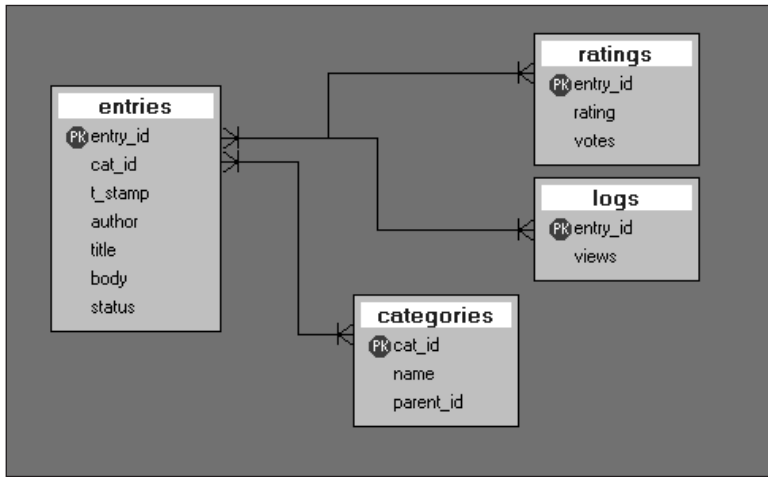 entries
PK entry_id
cat_id
t_stamp
author
title
body
status
ratings
PK entry_id
rating
votes
logs
PK entry_id
views
categories
PK cat_id
name
parent_id